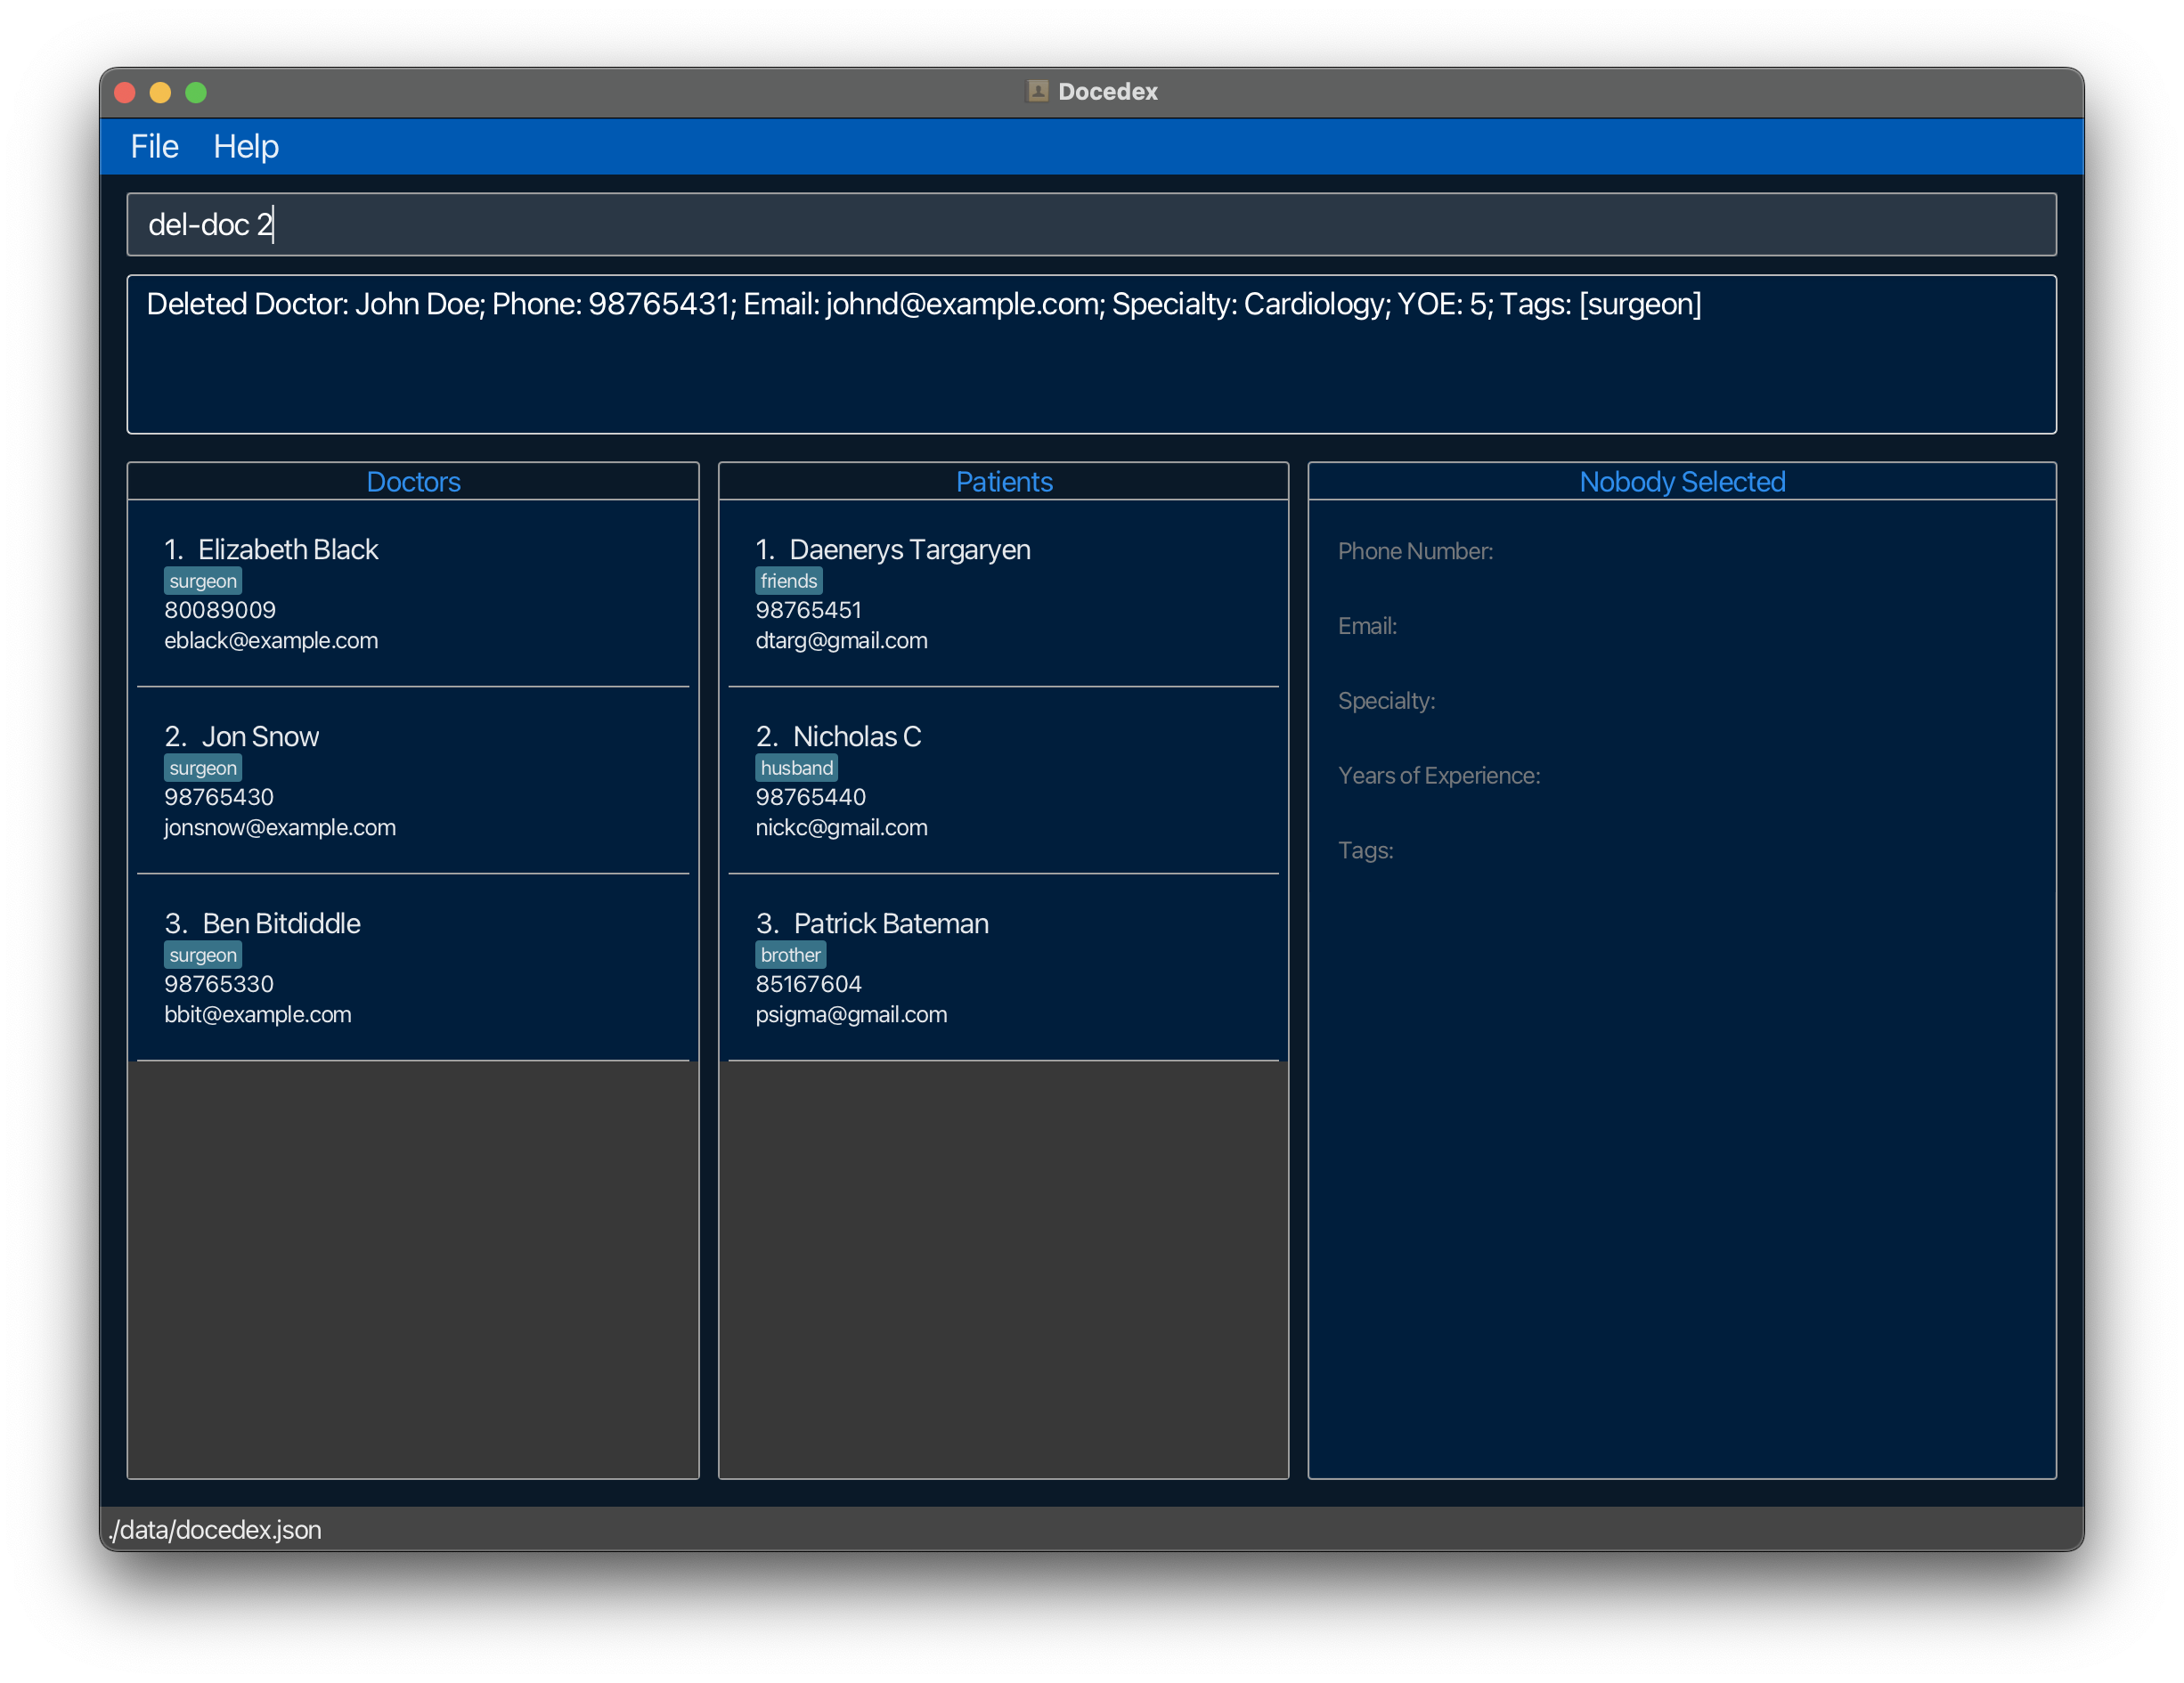 Docedex
File Help
del-doc 2
Deleted Doctor: John Doe; Phone: 98765431; Email: johnd@example.com; Specialty: Cardiology; YOE: 5; Tags: [surgeon]
Doctors
1. Elizabeth Black
surgeon
80089009
eblack@example.com
2. Jon Snow
surgeon
98765430
jonsnow@example.com
3. Ben Bitdiddle
surgeon
98765330
bbit@example.com
Patients
1. Daenerys Targaryen
friends
98765451
dtarg@gmail.com
2. Nicholas C
husband
98765440
nickc@gmail.com
3. Patrick Bateman
brother
85167604
psigma@gmail.com
Nobody Selected
Phone Number:
Email:
Specialty:
Years of Experience:
Tags:
./data/docedex.json